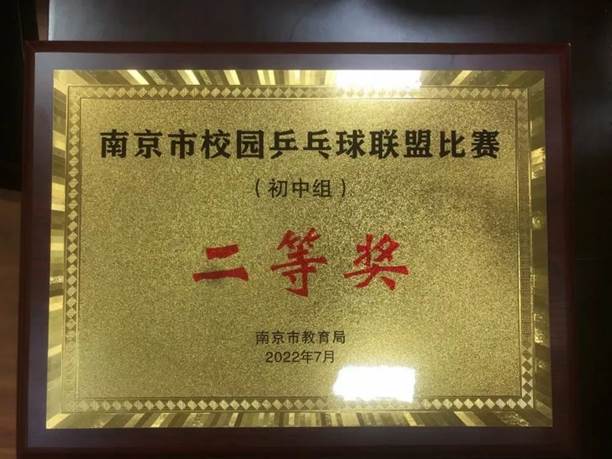 南京市校园乒乓球联盟比赛
（初中组）
二等奖
南京市教育局
2022年7月